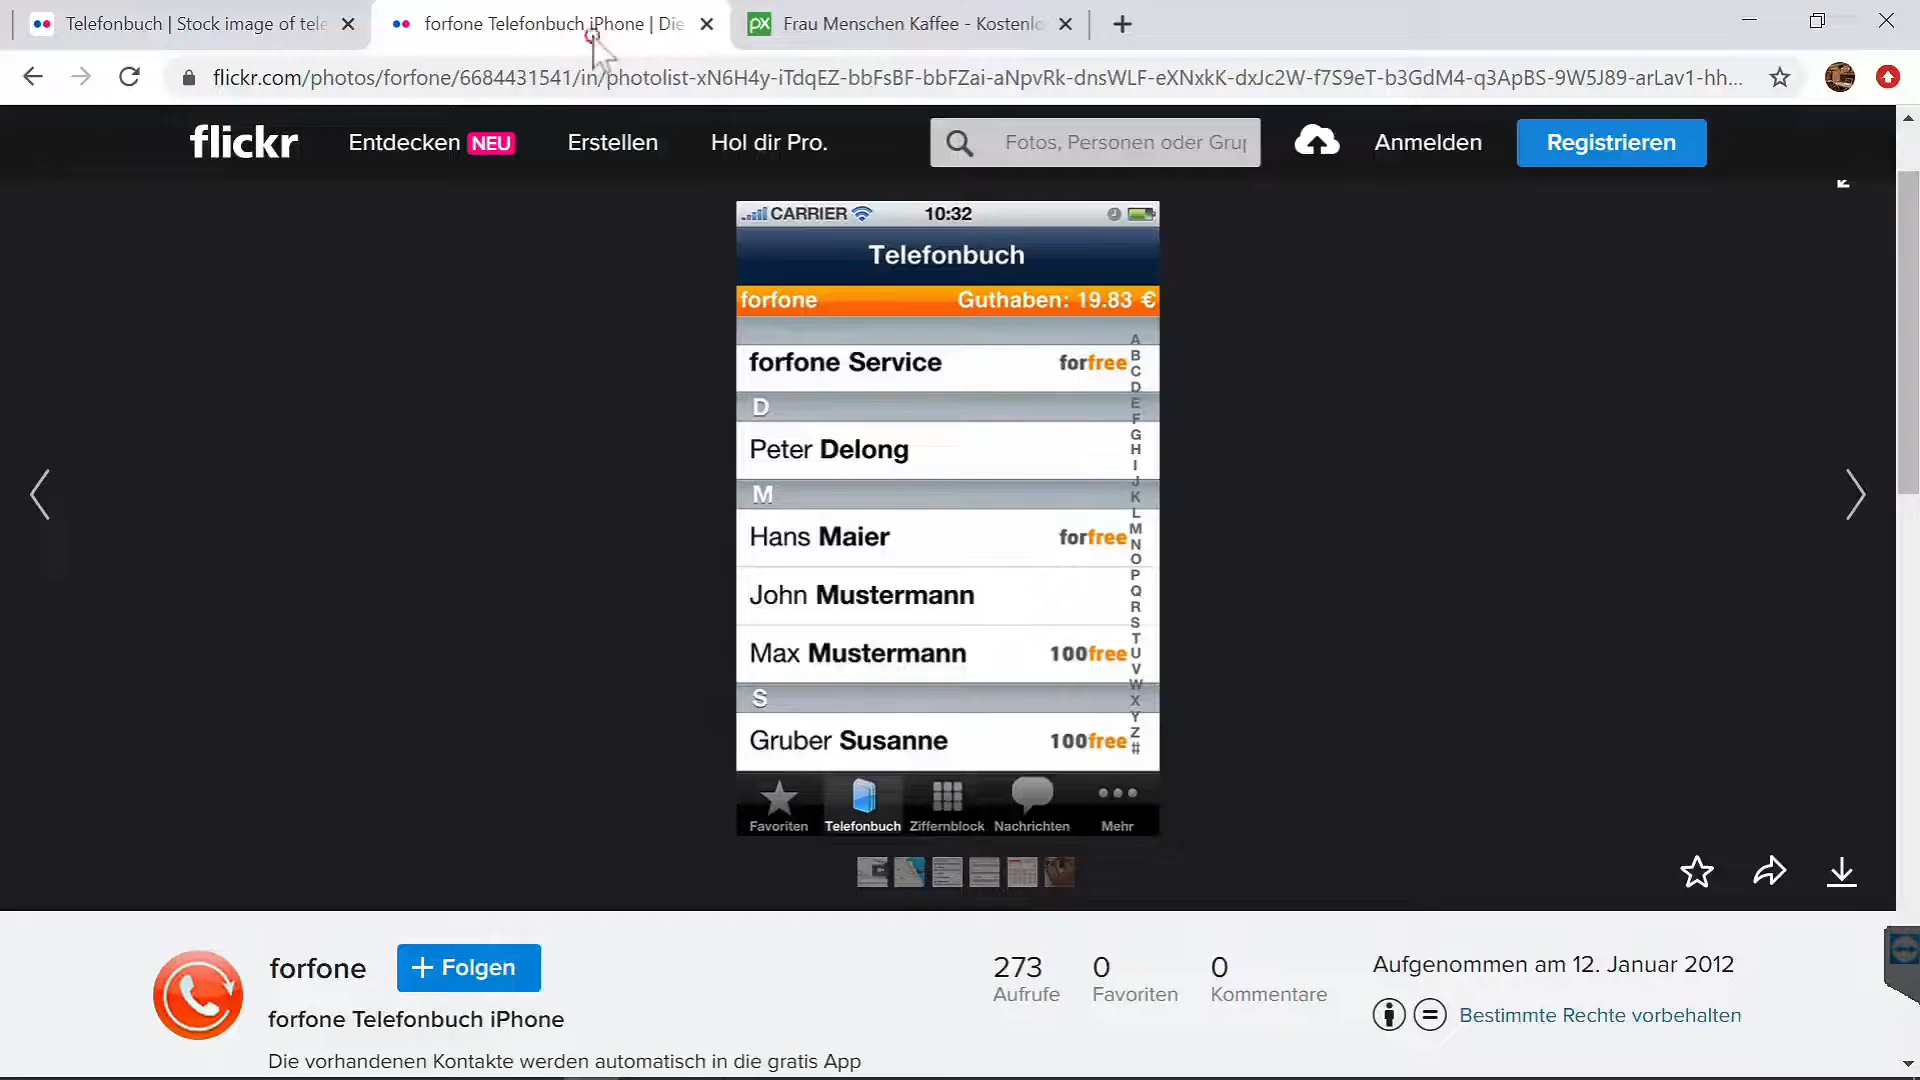 Telefonbuch | Stock image of tele
forfone Telefonbuch iPhone | Die
Frau Menschen Kaffee - Kostenlo
flickr.com/photos/forfone/6684431541/in/photolist-xN6H4y-iTdqEZ-bbFsBF-bbFZai-aNpvRk-dnsWLF-eXNxkK-dxJc2W-f7S9eT-b3GdM4-q3ApBS-9W5J89-arLav1-hh...
flickr Entdecken NEU Erstellen Hol dir Pro. Fotos, Personen oder Grup Anmelden Registrieren
CARRIER 10:32
Telefonbuch
forfone Guthaben: 19.83 €
forfone Service forfree
D
Peter Delong
M
Hans Maier forfree
John Mustermann
Max Mustermann 100free
S
Gruber Susanne 100free
A
B
C
D
E
F
G
H
I
J
K
L
M
N
O
P
Q
R
S
T
U
V
W
X
Y
Z
#
Favoriten Telefonbuch Ziffernblock Nachrichten Mehr
forfone + Folgen
forfone Telefonbuch iPhone
Die vorhandenen Kontakte werden automatisch in die gratis App
273 Aufrufe
0 Favoriten
0 Kommentare
Aufgenommen am 12. Januar 2012
Bestimmte Rechte vorbehalten